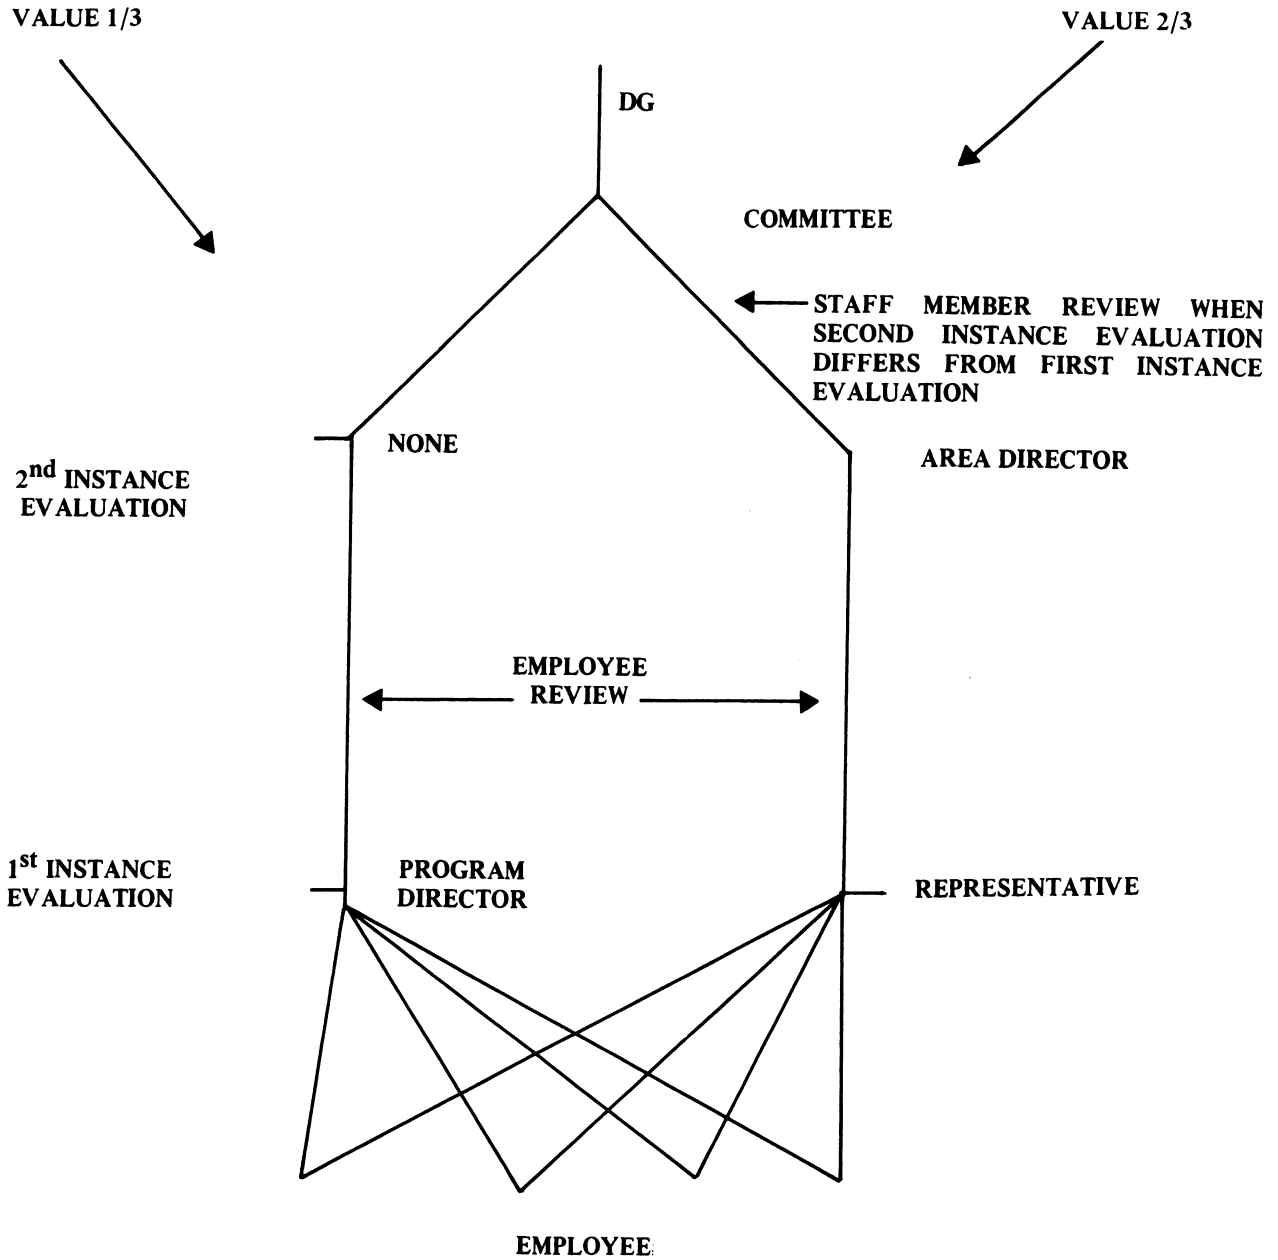 VALUE 1/3
VALUE 2/3
DG
COMMITTEE
STAFF MEMBER REVIEW WHEN
SECOND INSTANCE EVALUATION
DIFFERS FROM FIRST INSTANCE
EVALUATION
NONE
AREA DIRECTOR
2nd INSTANCE
EVALUATION
EMPLOYEE
REVIEW
1st INSTANCE
EVALUATION
PROGRAM
DIRECTOR
REPRESENTATIVE
EMPLOYEE